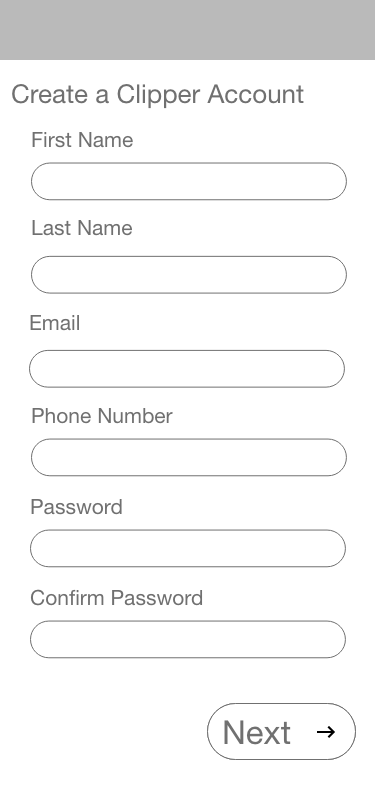 Create a Clipper Account
First Name
Last Name
Email
Phone Number
Password
Confirm Password
Next →